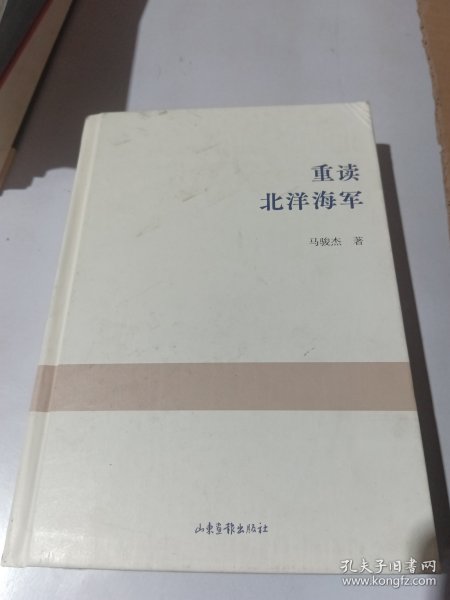 重读
北洋海军
马骏杰 著
山东画报出版社
孔夫子旧书网
www.kongfz.com